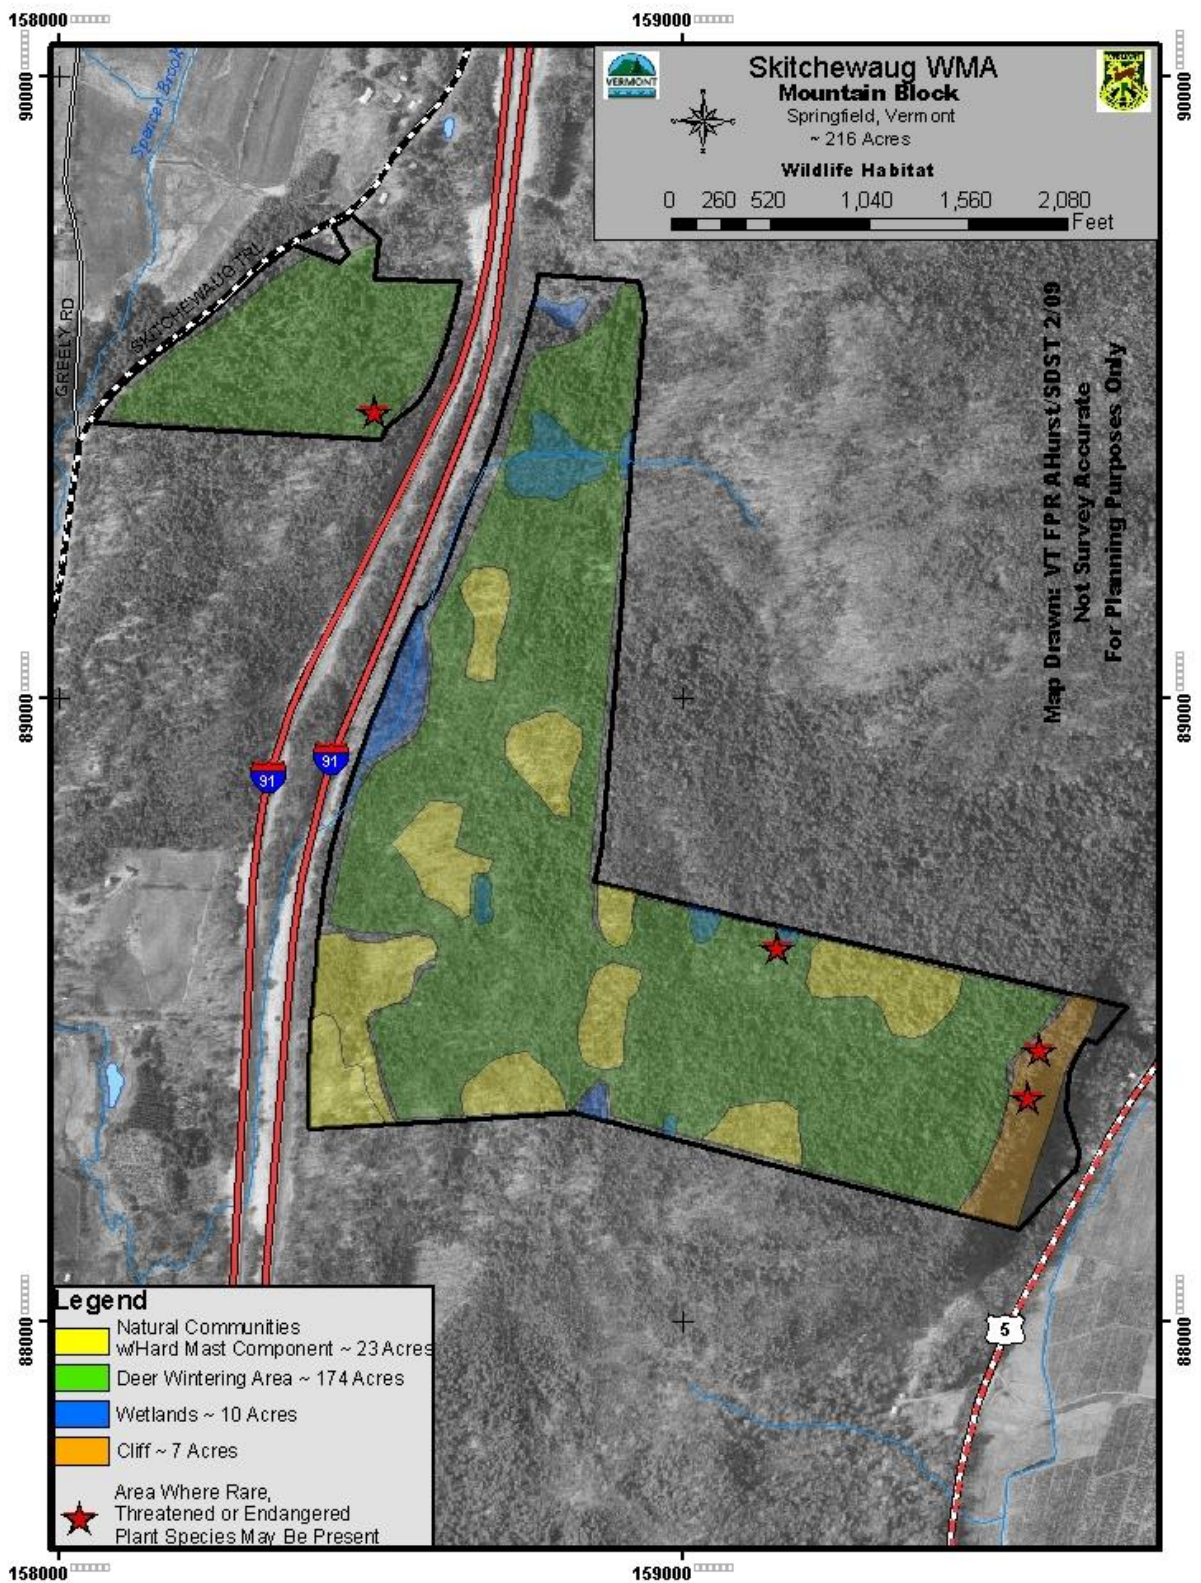 158000
159000
90000
90000
VERMONT
Skitchewaug WMA
Mountain Block
Springfield, Vermont
~ 216 Acres
Wildlife Habitat
0 260 520 1,040 1,560 2,080
Feet
Spencer Brook
SKITCHEWAUG TRL
GREELY RD
Map Drawn: VT FPR AHurst/SDST 2/09
Not Survey Accurate
For Planning Purposes Only
89000
89000
91
91
5
88000
88000
Legend
Natural Communities
w/Hard Mast Component ~ 23 Acres
Deer Wintering Area ~ 174 Acres
Wetlands ~ 10 Acres
Cliff ~ 7 Acres
Area Where Rare,
Threatened or Endangered
Plant Species May Be Present
158000
159000